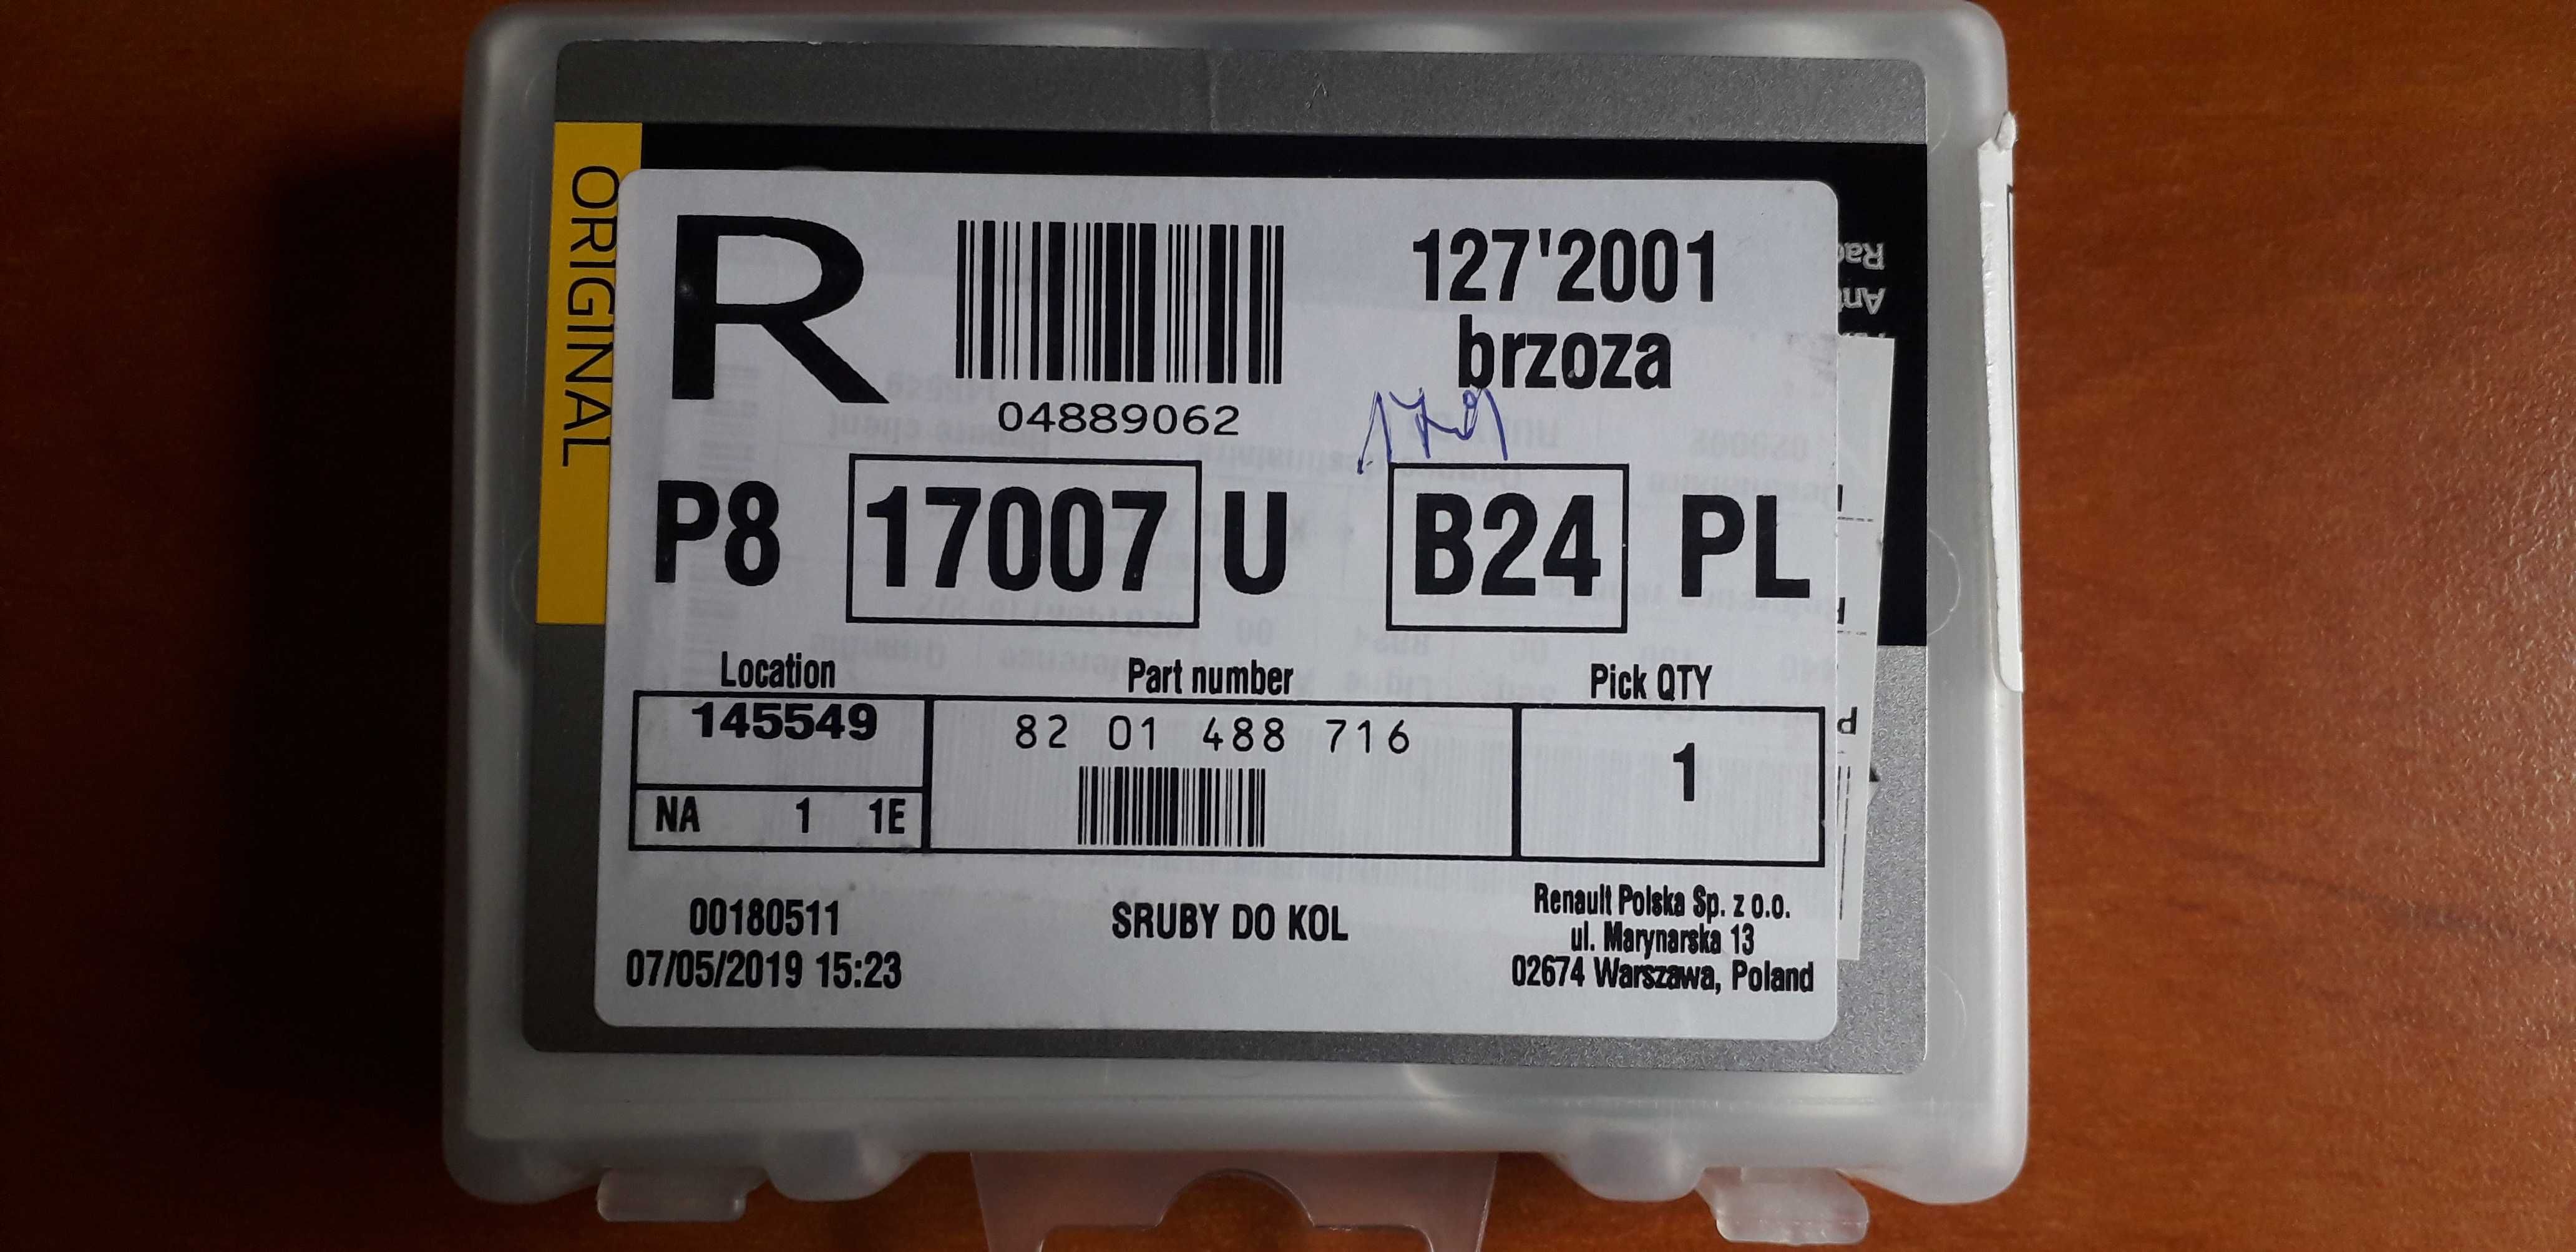 ORIGINAL
R
04889062
127'2001
brzoza
179
P8 17007 U B24 PL
Location Part number Pick QTY
145549 82 01 488 716 1
NA 1 1E
00180511
07/05/2019 15:23
SRUBY DO KOL
Renault Polska Sp. z o.o.
ul. Marynarska 13
02674 Warszawa, Poland